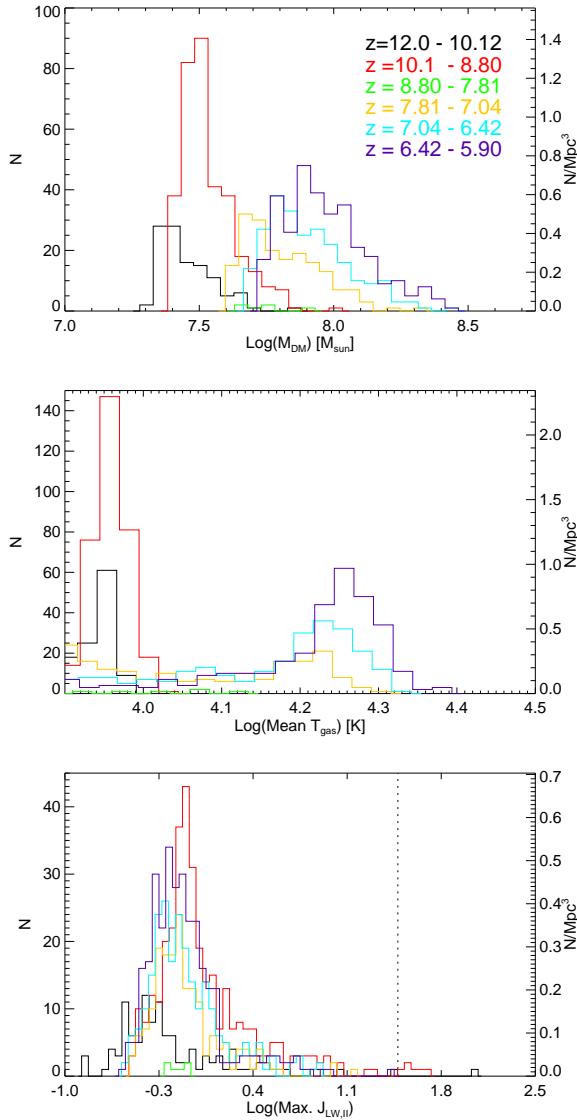 100
80
60
40
20
0
N
z=12.0 - 10.12
z =10.1 - 8.80
z = 8.80 - 7.81
z = 7.81 - 7.04
z = 7.04 - 6.42
z = 6.42 - 5.90
1.4
1.2
1.0
0.8
0.6
0.4
0.2
0.0
N/Mpc³
7.0 7.5 8.0 8.5
Log(M_DM) [M_sun]
140
120
100
80
60
40
20
0
N
2.0
1.5
1.0
0.5
0.0
N/Mpc³
4.0 4.1 4.2 4.3 4.4 4.5
Log(Mean T_gas) [K]
40
30
20
10
0
N
0.7
0.6
0.5
0.4
0.3
0.2
0.1
0.0
N/Mpc³
-1.0 -0.3 0.4 1.1 1.8 2.5
Log(Max. J_LW,II)